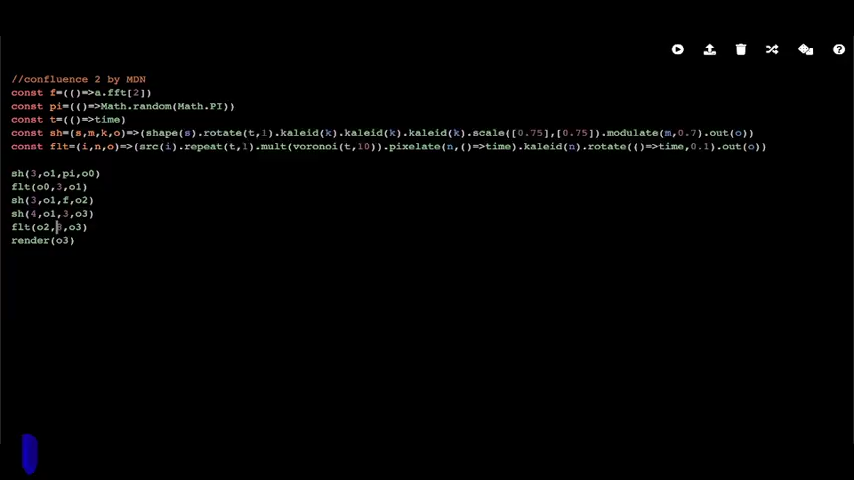 //confluence 2 by MDN
const f=(()=>a.fft[2])
const pi=(()=>Math.random(Math.PI))
const t=(()=>time)
const sh=(s,m,k,o)=>(shape(s).rotate(t,1).kaleid(k).kaleid(k).kaleid(k).scale([0.75],[0.75]).modulate(m,0.7).out(o))
const flt=(i,n,o)=>(src(i).repeat(t,1).mult(voronoi(t,10)).pixelate(n,()=>time).kaleid(n).rotate(()=>time,0.1).out(o))
sh(3,o1,pi,o0)
flt(o0,3,o1)
sh(3,o1,f,o2)
sh(4,o1,3,o3)
flt(o2,3,o3)
render(o3)